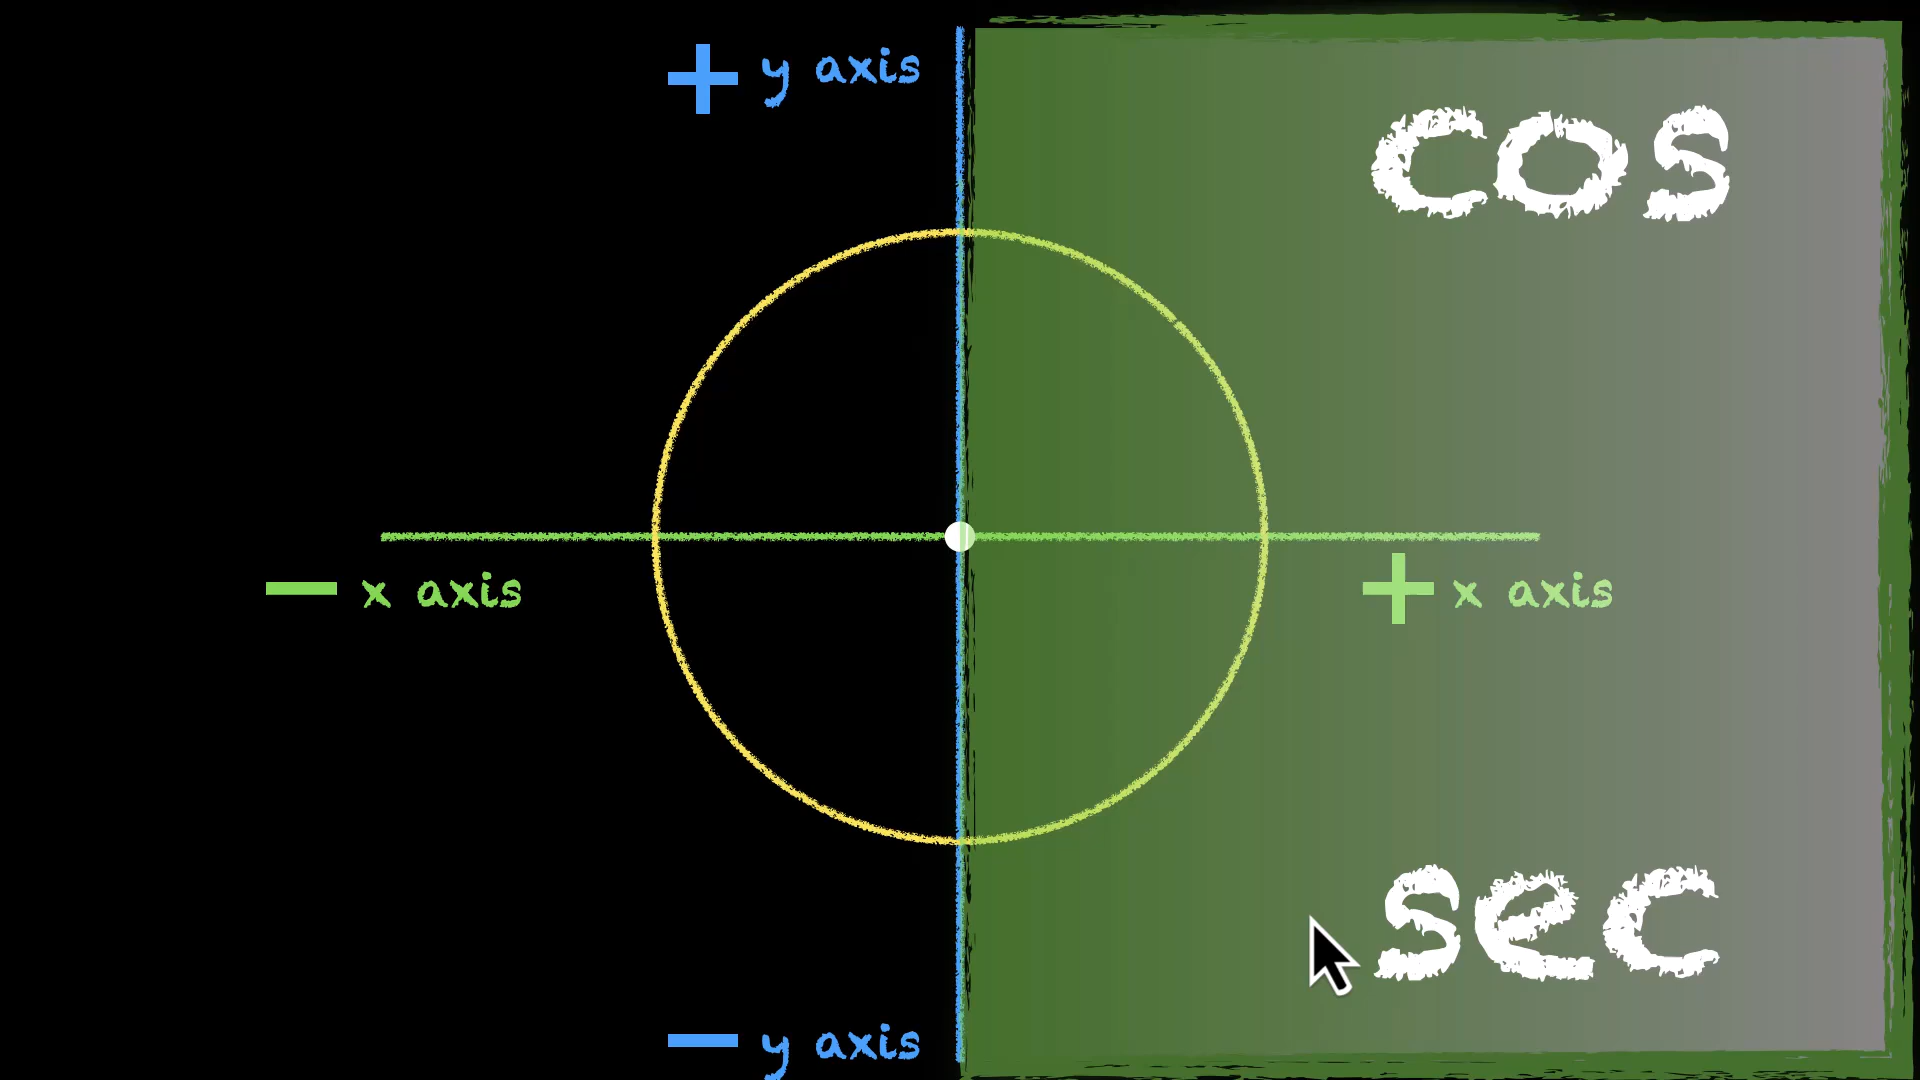 + y axis
cos
− x axis
+ x axis
sec
− y axis